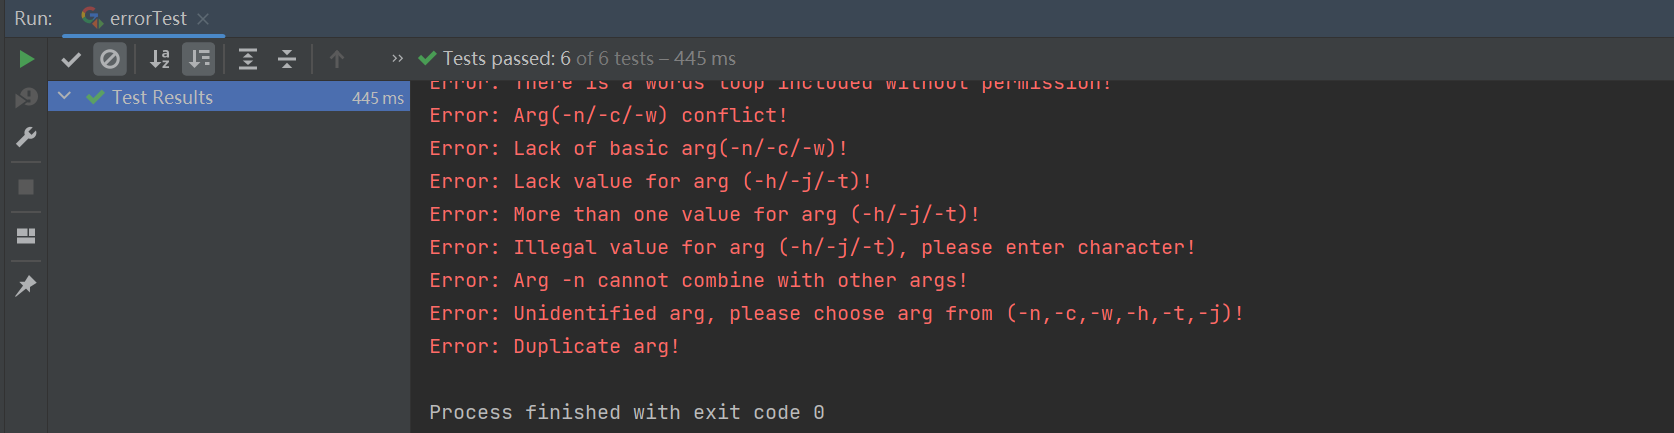 Run: errorTest
Tests passed: 6 of 6 tests – 445 ms
Test Results 445 ms
Error: There is a words loop included without permission!
Error: Arg(-n/-c/-w) conflict!
Error: Lack of basic arg(-n/-c/-w)!
Error: Lack value for arg (-h/-j/-t)!
Error: More than one value for arg (-h/-j/-t)!
Error: Illegal value for arg (-h/-j/-t), please enter character!
Error: Arg -n cannot combine with other args!
Error: Unidentified arg, please choose arg from (-n,-c,-w,-h,-t,-j)!
Error: Duplicate arg!
Process finished with exit code 0